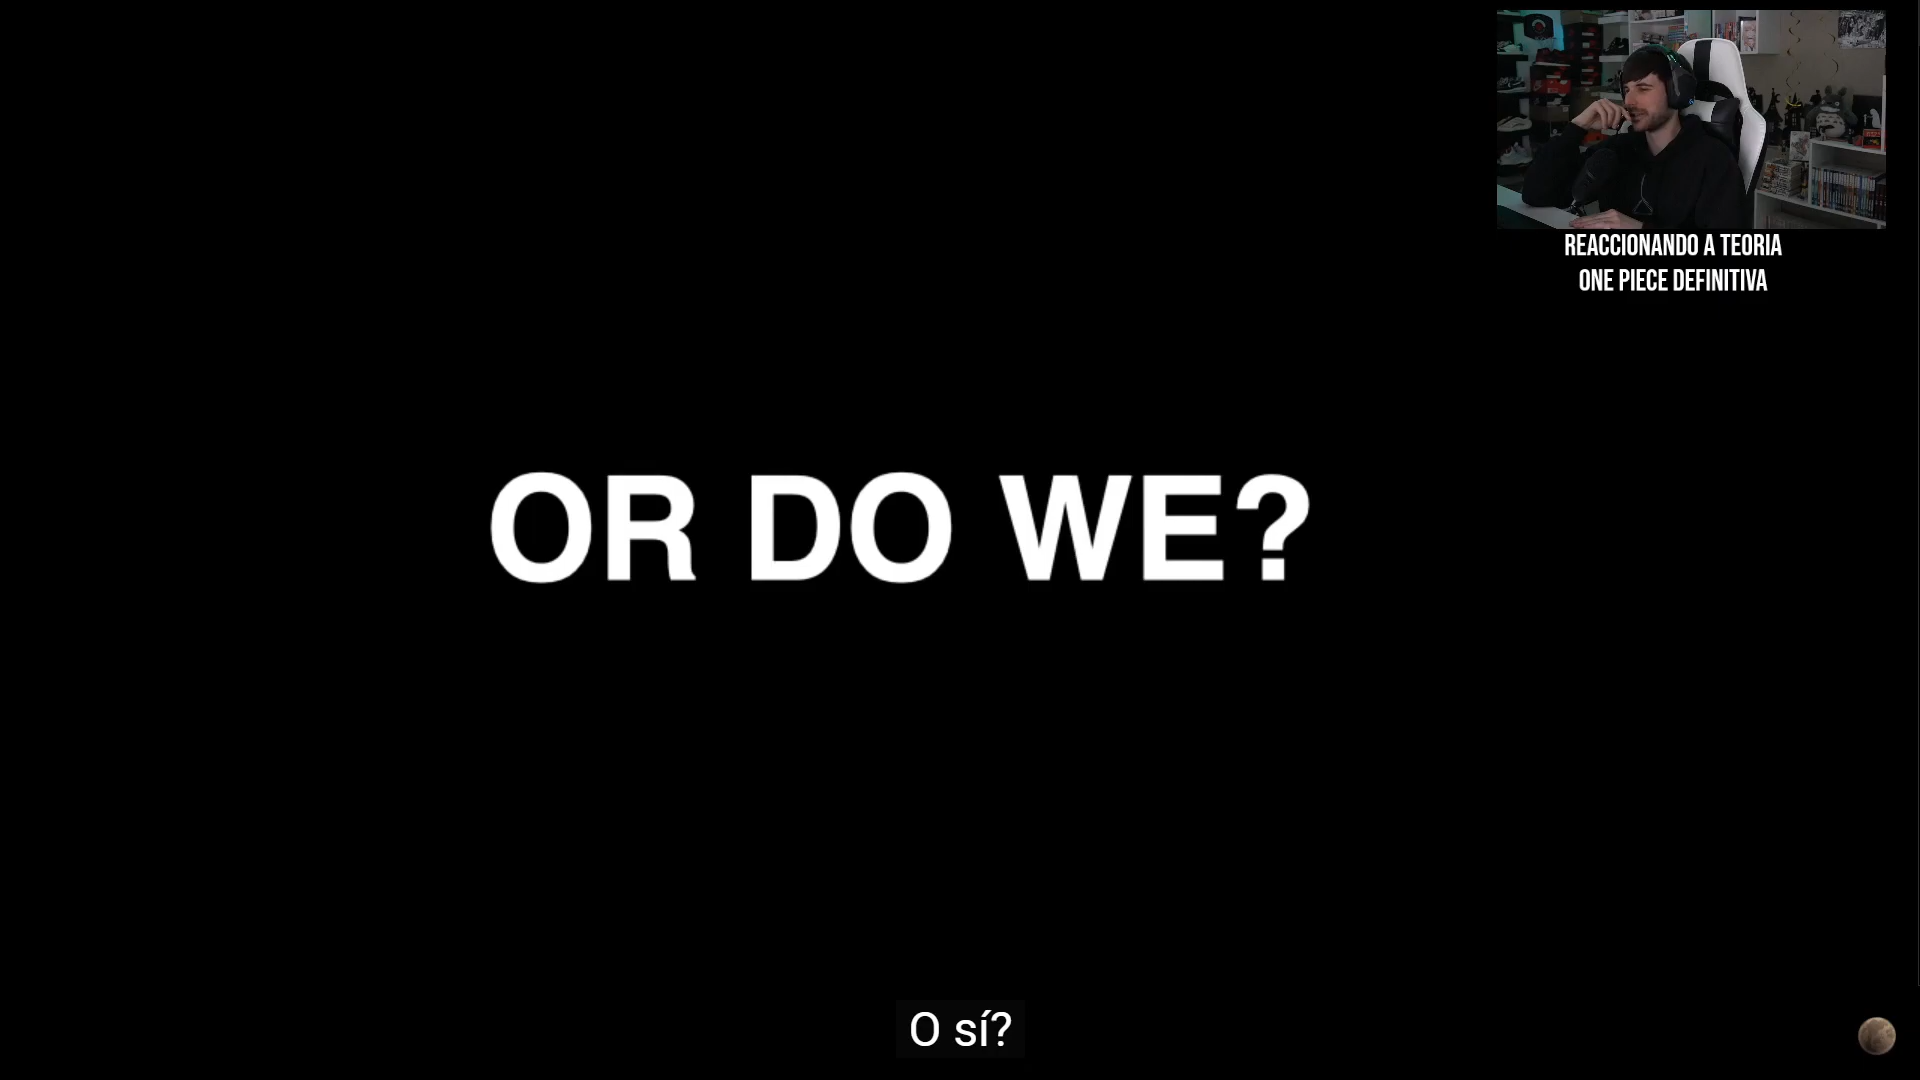 REACCIONANDO A TEORIA
ONE PIECE DEFINITIVA
OR DO WE?
O sí?